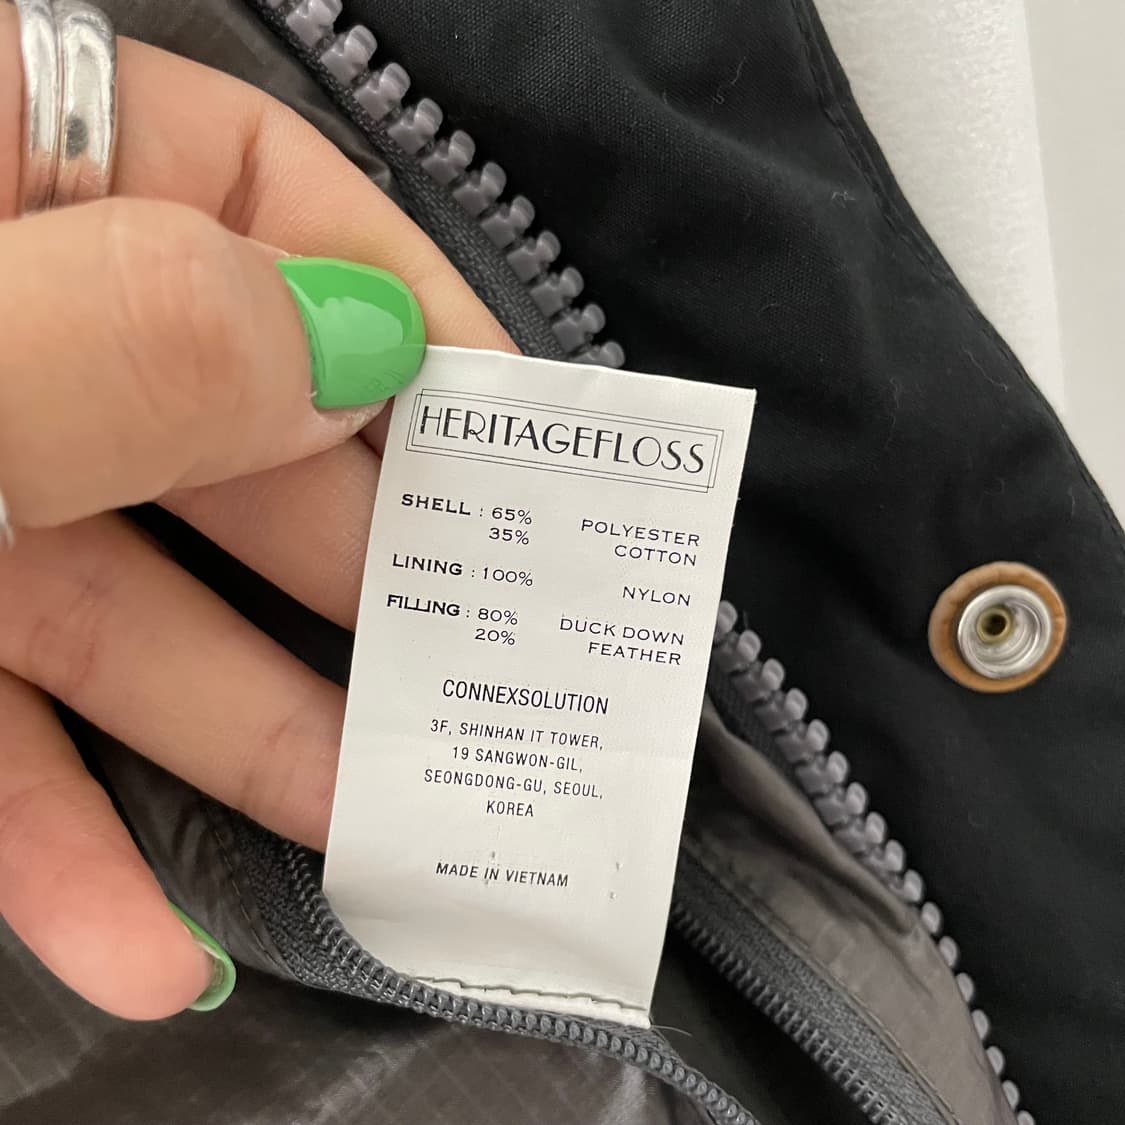 HERITAGEFLOSS
SHELL : 65% POLYESTER
35% COTTON
LINING : 100% NYLON
FILLING : 80% DUCK DOWN
20% FEATHER
CONNEXSOLUTION
3F, SHINHAN IT TOWER,
19 SANGWON-GIL,
SEONGDONG-GU, SEOUL,
KOREA
MADE IN VIETNAM